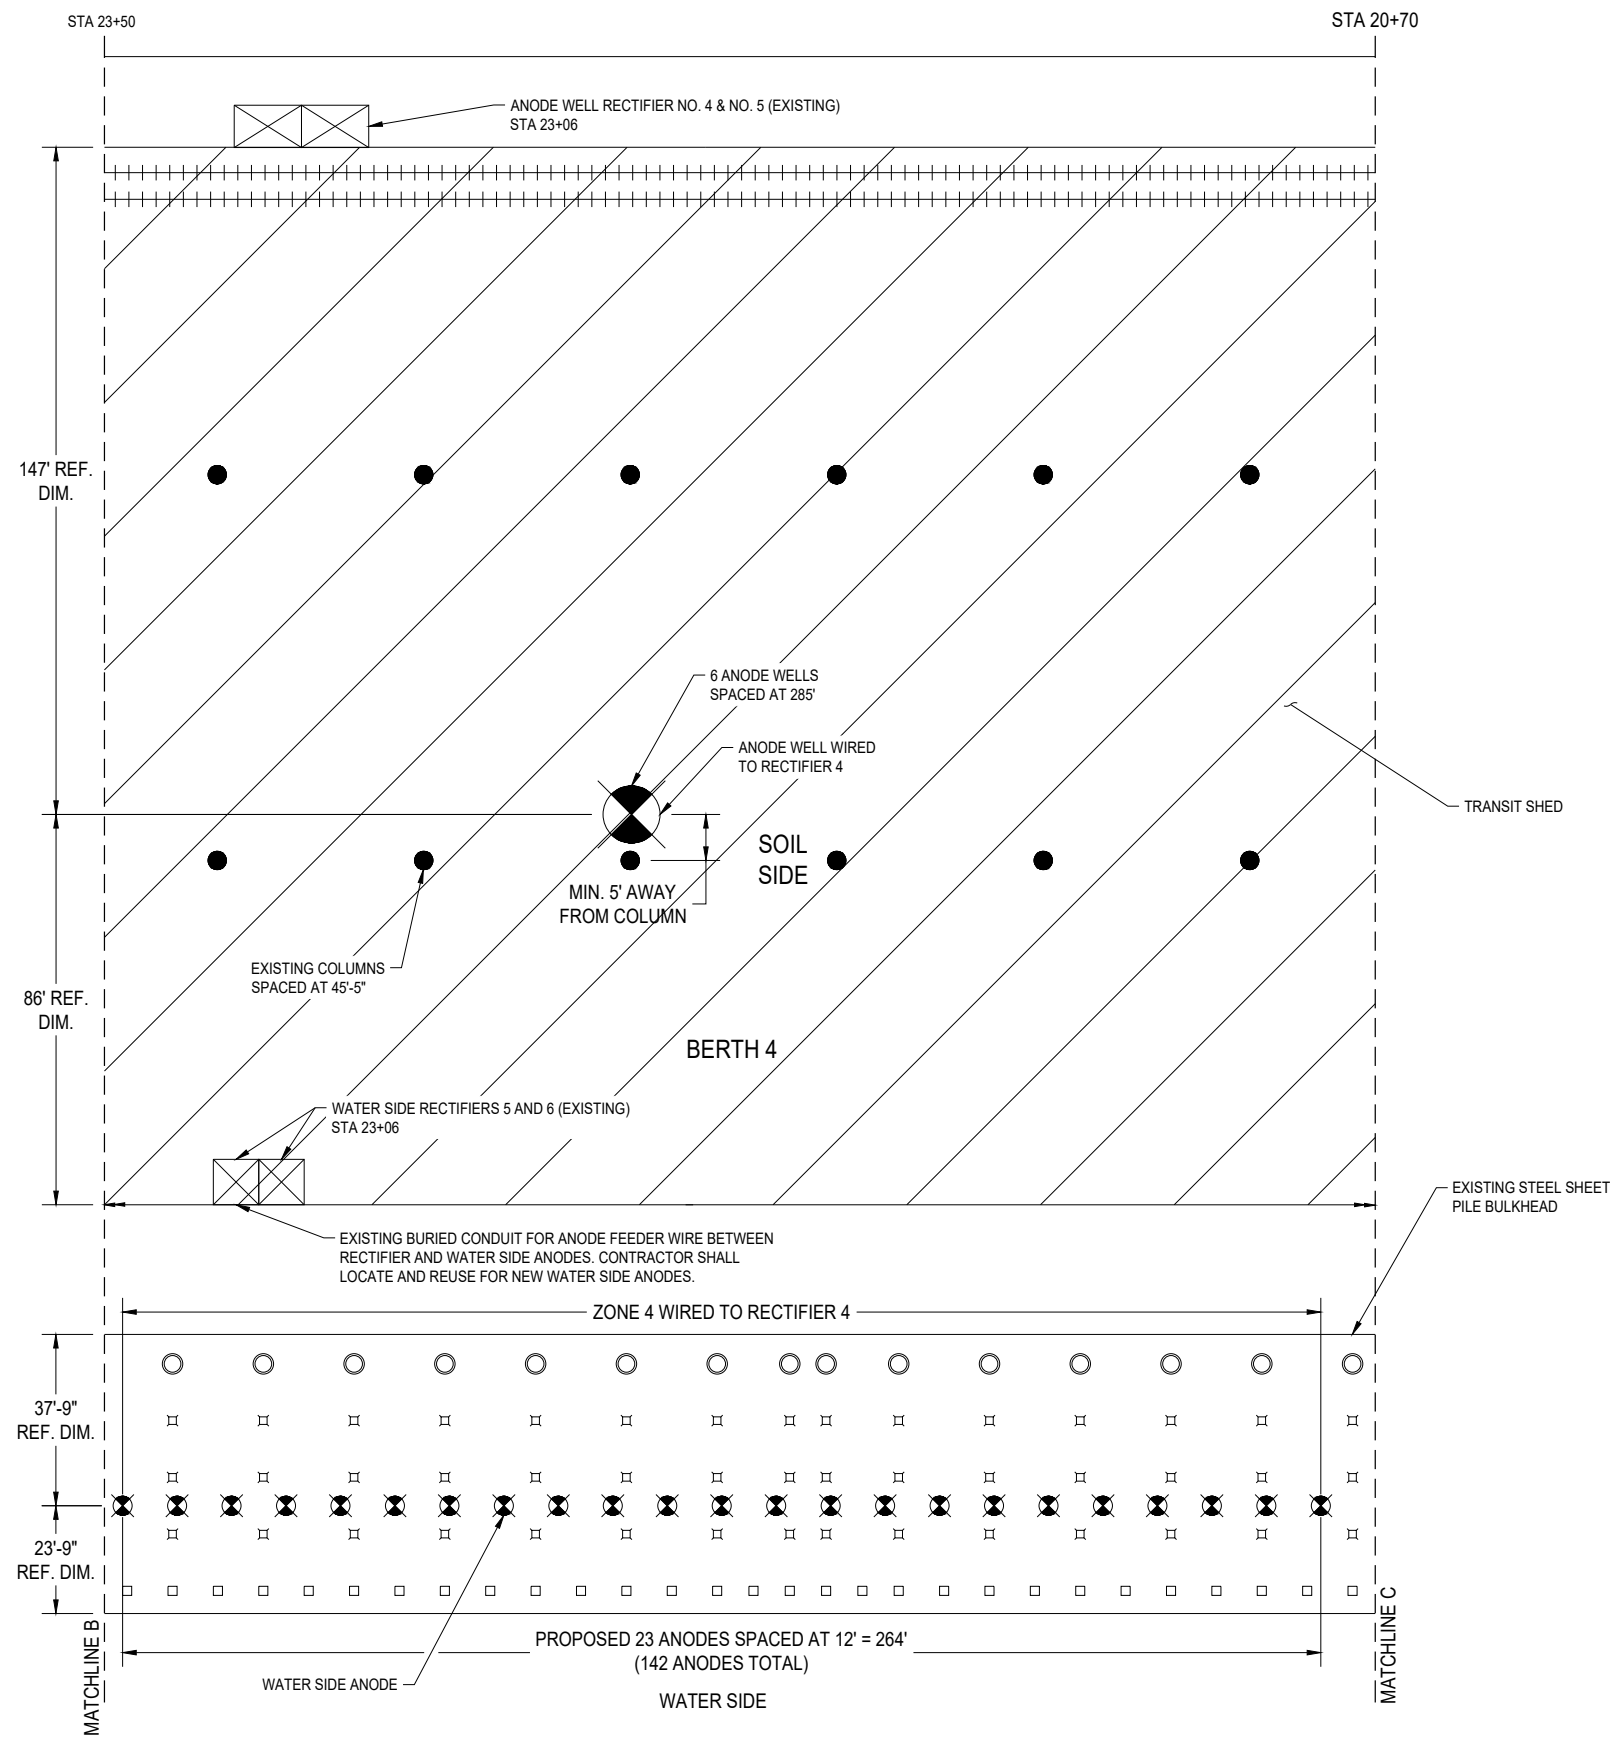 STA 23+50
STA 20+70
ANODE WELL RECTIFIER NO. 4 & NO. 5 (EXISTING)
STA 23+06
147' REF.
DIM.
6 ANODE WELLS
SPACED AT 285'
ANODE WELL WIRED
TO RECTIFIER 4
TRANSIT SHED
SOIL
SIDE
MIN. 5' AWAY
FROM COLUMN
EXISTING COLUMNS
SPACED AT 45'-5"
86' REF.
DIM.
BERTH 4
WATER SIDE RECTIFIERS 5 AND 6 (EXISTING)
STA 23+06
EXISTING STEEL SHEET
PILE BULKHEAD
EXISTING BURIED CONDUIT FOR ANODE FEEDER WIRE BETWEEN
RECTIFIER AND WATER SIDE ANODES. CONTRACTOR SHALL
LOCATE AND REUSE FOR NEW WATER SIDE ANODES.
ZONE 4 WIRED TO RECTIFIER 4
37'-9"
REF. DIM.
23'-9"
REF. DIM.
MATCHLINE B
MATCHLINE C
PROPOSED 23 ANODES SPACED AT 12' = 264'
(142 ANODES TOTAL)
WATER SIDE ANODE
WATER SIDE